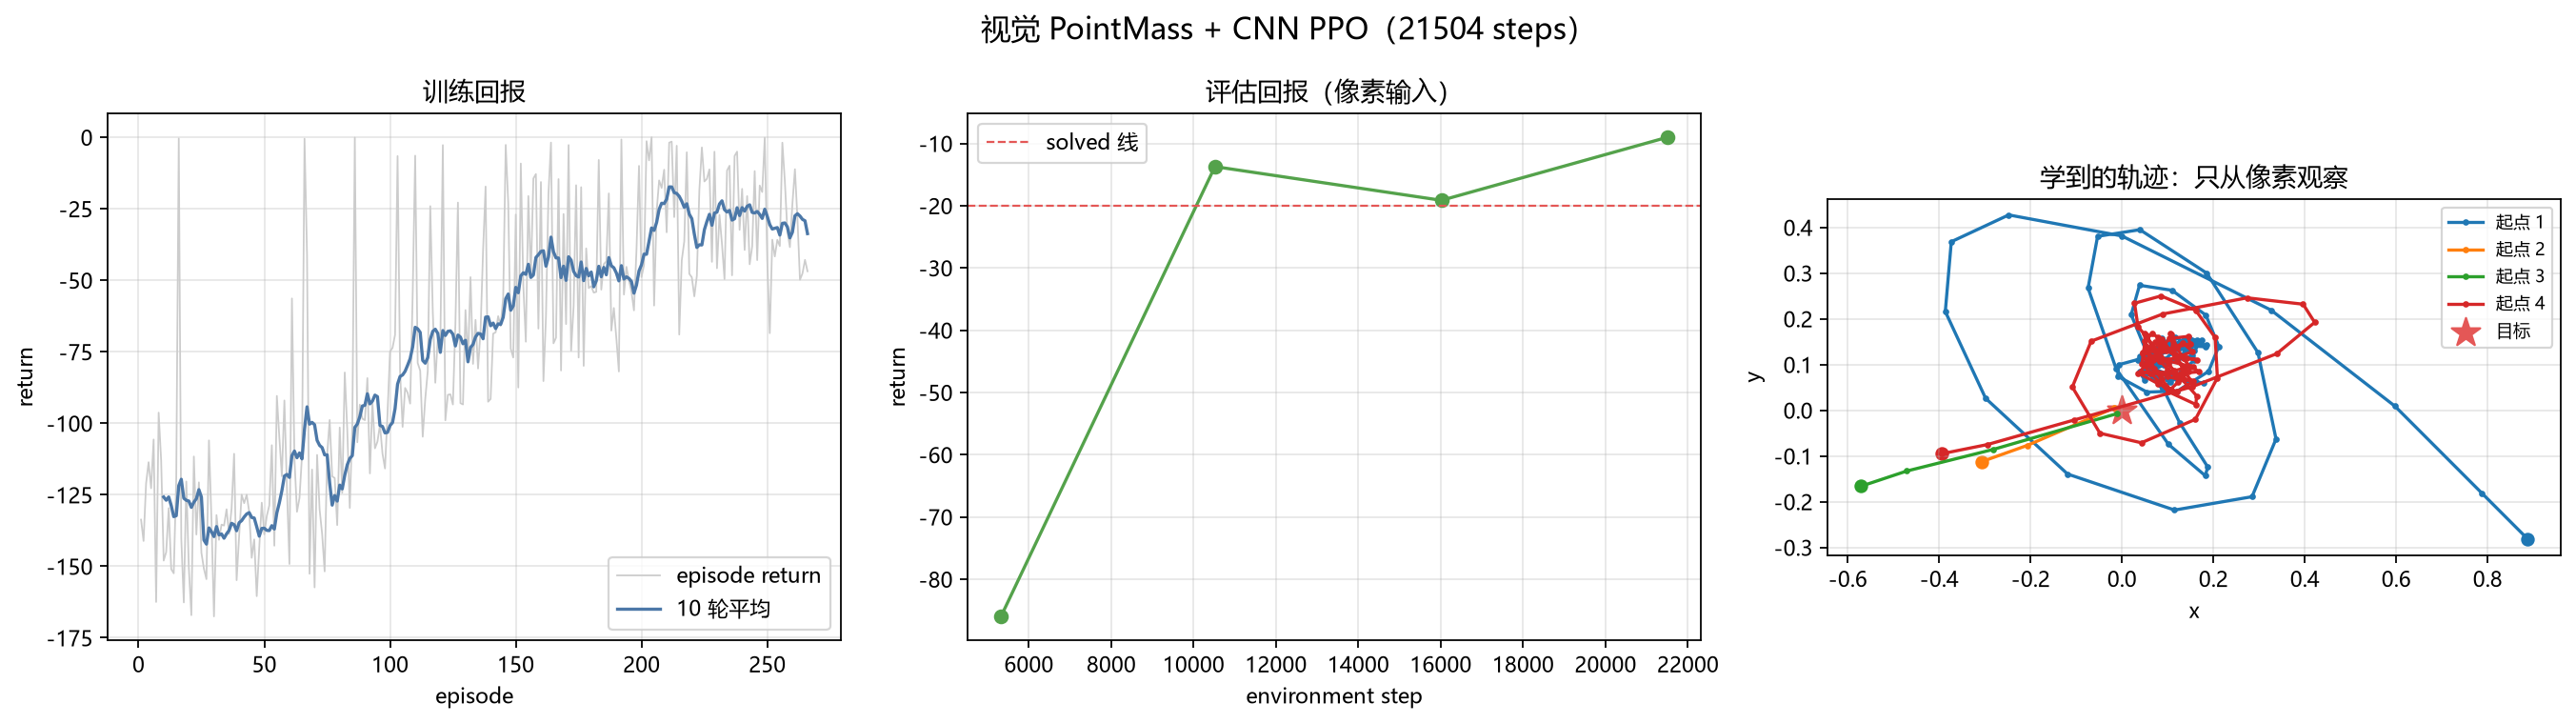 视觉 PointMass + CNN PPO（21504 steps）
训练回报
0
-25
-50
-75
-100
-125
-150
-175
return
0
50
100
150
200
250
episode
episode return
10 轮平均
评估回报（像素输入）
-10
-20
-30
-40
-50
-60
-70
-80
return
6000
8000
10000
12000
14000
16000
18000
20000
22000
environment step
solved 线
学到的轨迹：只从像素观察
0.4
0.3
0.2
0.1
0.0
-0.1
-0.2
-0.3
y
-0.6
-0.4
-0.2
0.0
0.2
0.4
0.6
0.8
x
起点 1
起点 2
起点 3
起点 4
目标